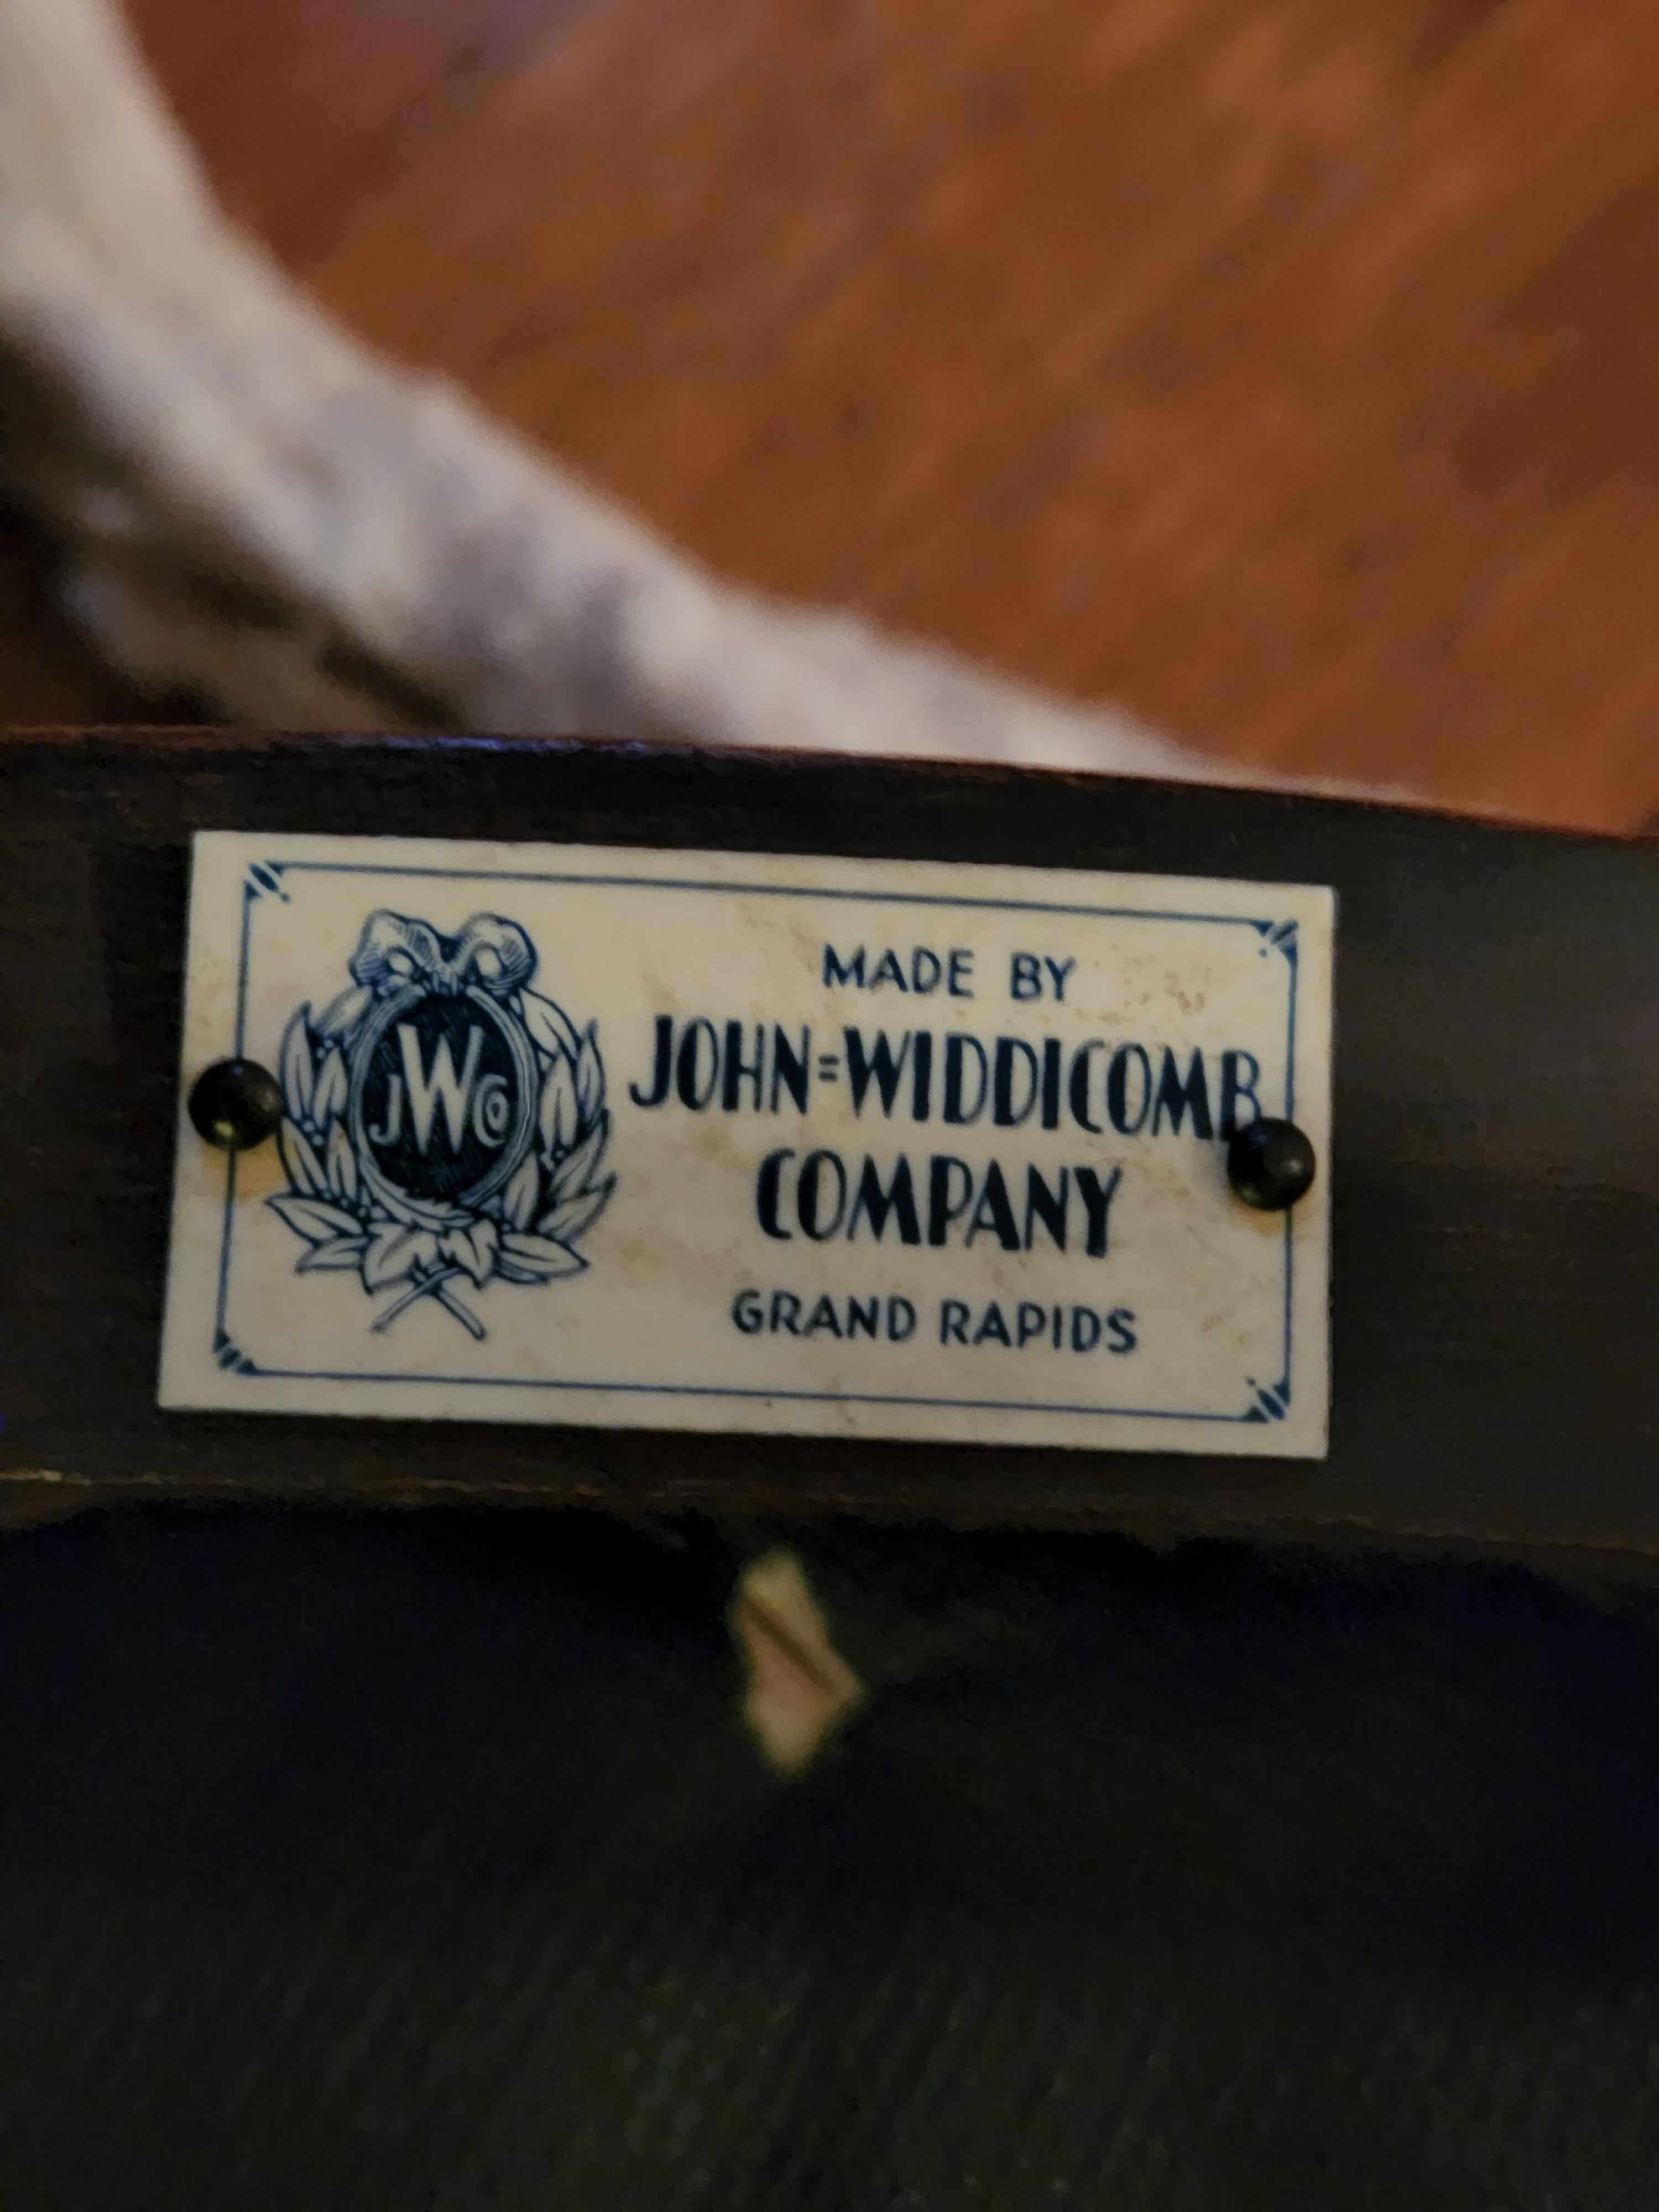 JWCo
MADE BY
JOHN=WIDDICOMB
COMPANY
GRAND RAPIDS